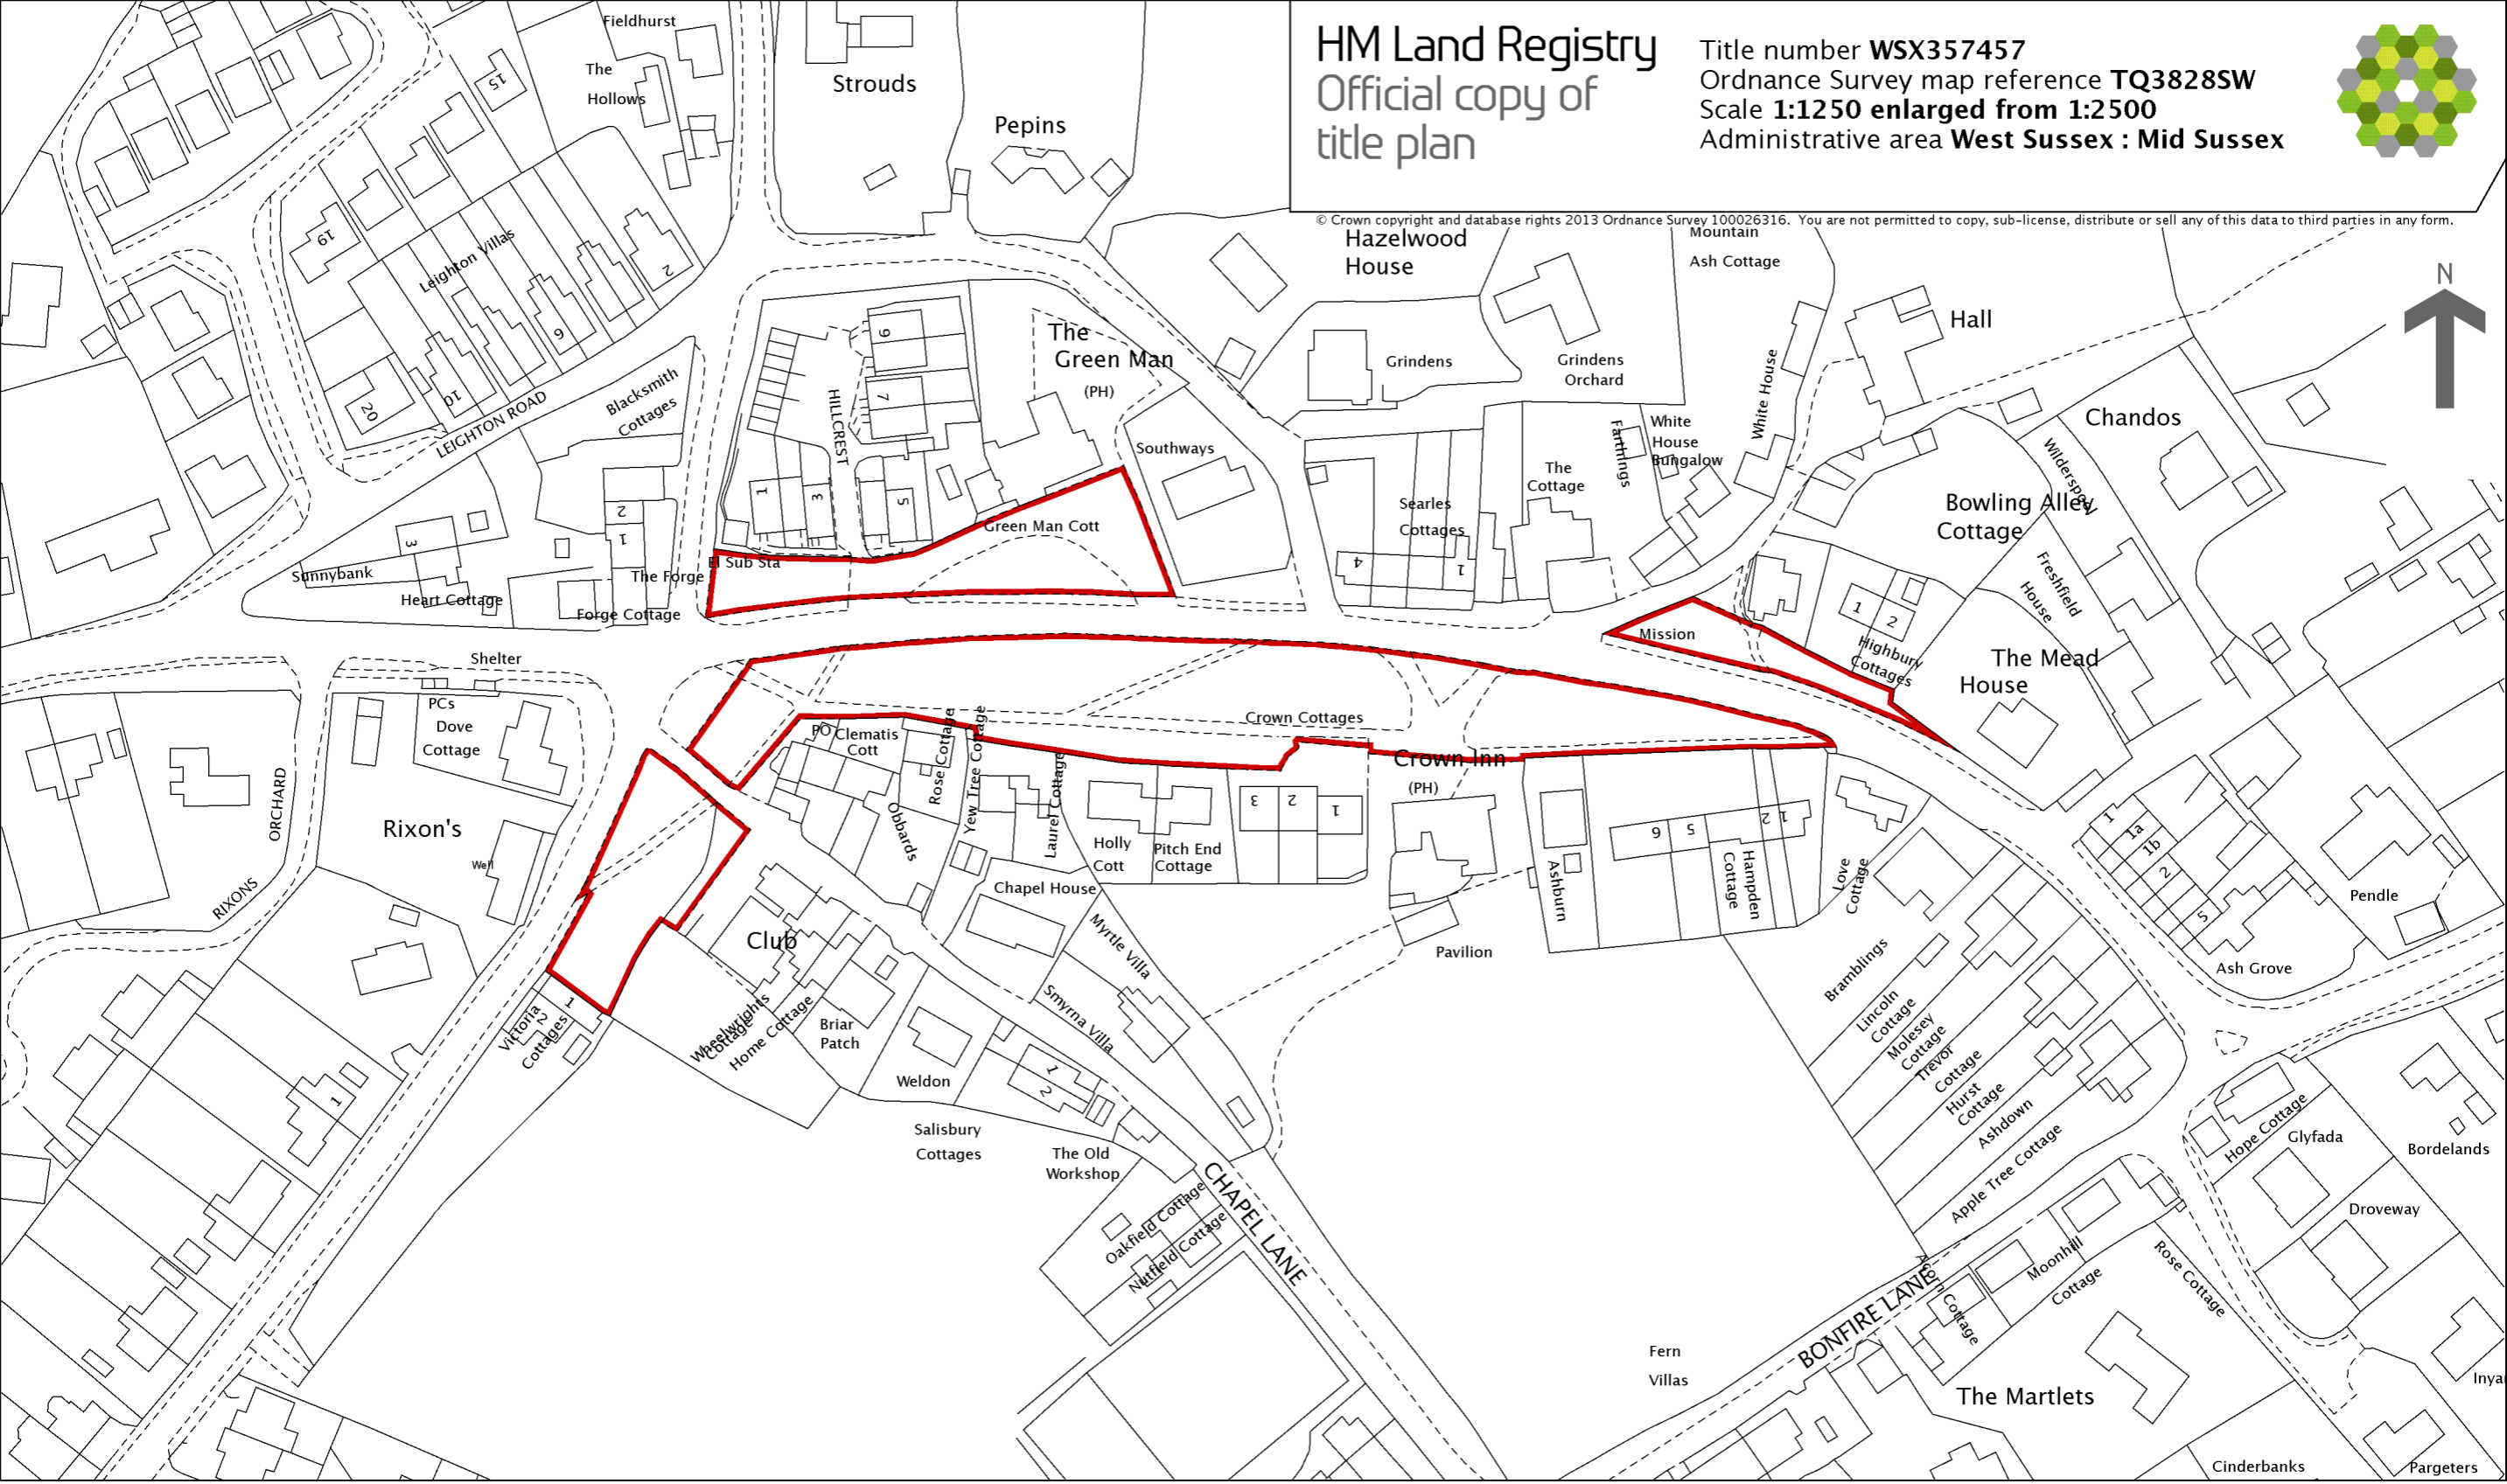 HM Land Registry
Official copy of
title plan
Title number WSX357457
Ordnance Survey map reference TQ3828SW
Scale 1:1250 enlarged from 1:2500
Administrative area West Sussex : Mid Sussex
© Crown copyright and database rights 2013 Ordnance Survey 100026316. You are not permitted to copy, sub-license, distribute or sell any of this data to third parties in any form.
N
Fieldhurst
The
Hollows
15
Strouds
Pepins
Hazelwood
House
Mountain
Ash Cottage
19
Leighton Villas
2
6
10
20
LEIGHTON ROAD
Blacksmith
Cottages
HILLCREST
9
7
The
Green Man
(PH)
Grindens
Grindens
Orchard
White House
Hall
Chandos
Southways
Farthings
White
House
Bungalow
The
Cottage
Searles
Cottages
4
1
Wilderspool
Bowling Alley
Cottage
Freshfield
House
1
3
5
Green Man Cott
El Sub Sta
2
1
3
Sunnybank
Heart Cottage
The Forge
Forge Cottage
Mission
1
2
Highbury
Cottages
The Mead
House
Shelter
PCs
Dove
Cottage
Rixon's
Well
ORCHARD
RIXONS
PO
Clematis
Cott
Rose Cottage
Yew Tree Cottage
Laurel Cottage
Obbards
Crown Cottages
Crown Inn
(PH)
Holly
Cott
Pitch End
Cottage
3
2
1
Ashburn
6
5
2
1
Hampden
Cottage
Love
Cottage
1
1a
1b
2
5
Pendle
Ash Grove
Chapel House
Club
Myrtle Villa
Smyrna Villa
Pavilion
Wheelwrights
Cottage
Home Cottage
Briar
Patch
Weldon
Victoria
Cottages
1
2
1
1
2
Salisbury
Cottages
The Old
Workshop
CHAPEL LANE
Oakfield Cottage
Nutfield Cottage
Bramblings
Lincoln
Cottage
Molesey
Cottage
Trevor
Cottage
Hurst
Cottage
Ashdown
Apple Tree Cottage
Hope Cottage
Glyfada
Bordelands
Droveway
BONFIRE LANE
Acorn Cottage
Moonhill
Cottage
Rose Cottage
Fern
Villas
The Martlets
Cinderbanks
Pargeters